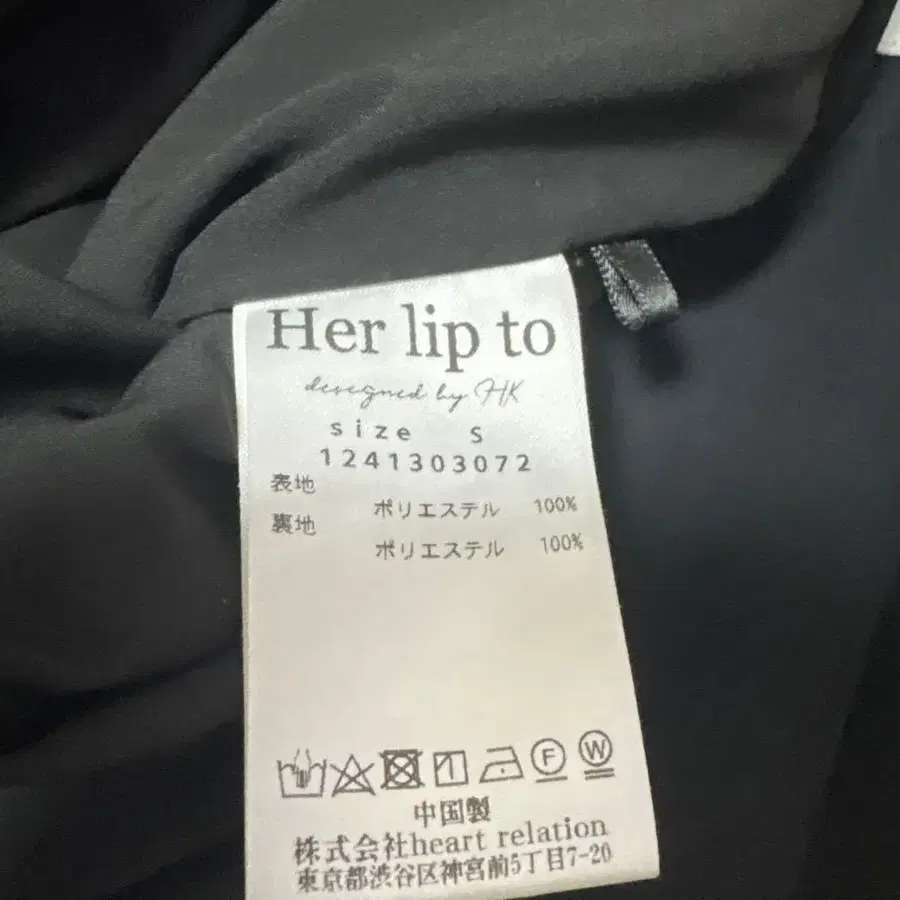 Her lip to
designed by HK
size S
1241303072
表地
ポリエステル 100%
裏地
ポリエステル 100%
F W
中国製
株式会社heart relation
東京都渋谷区神宮前5丁目7-20